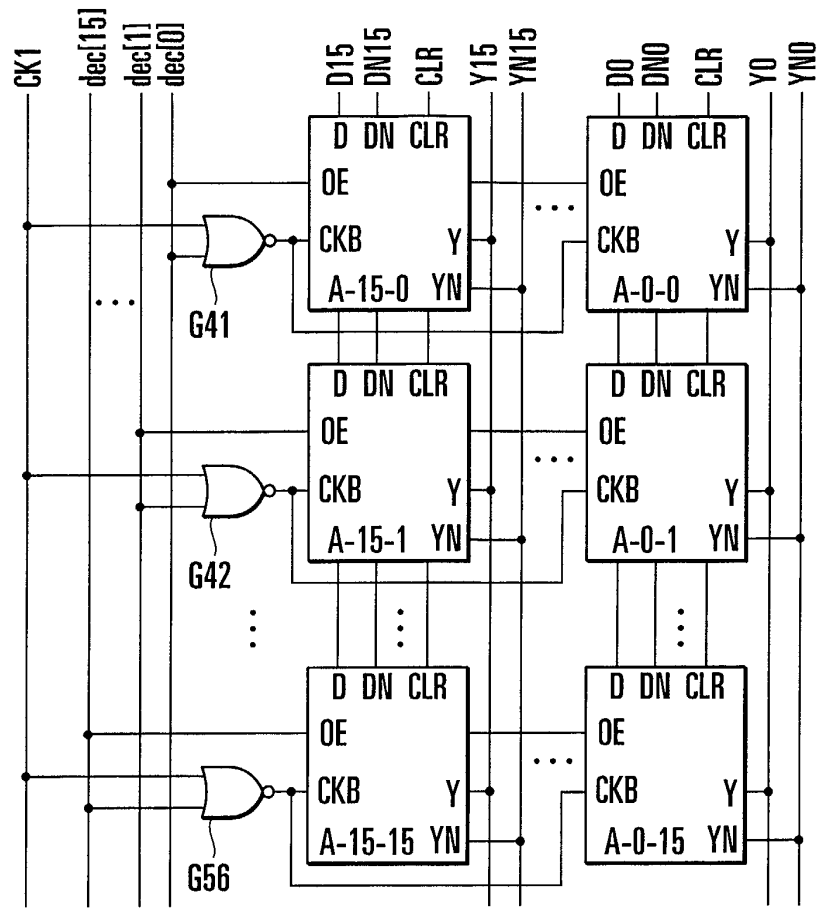 CK1 dec[15] dec[1] dec[0] D15 DN15 CLR Y15 YN15 D0 DN0 CLR Y0 YN0
D DN CLR D DN CLR
OE OE
...
CKB Y CKB Y
A-15-0 YN A-0-0 YN
...
G41
D DN CLR D DN CLR
OE OE
...
CKB Y CKB Y
A-15-1 YN A-0-1 YN
G42
D DN CLR D DN CLR
OE OE
...
CKB Y CKB Y
A-15-15 YN A-0-15 YN
G56